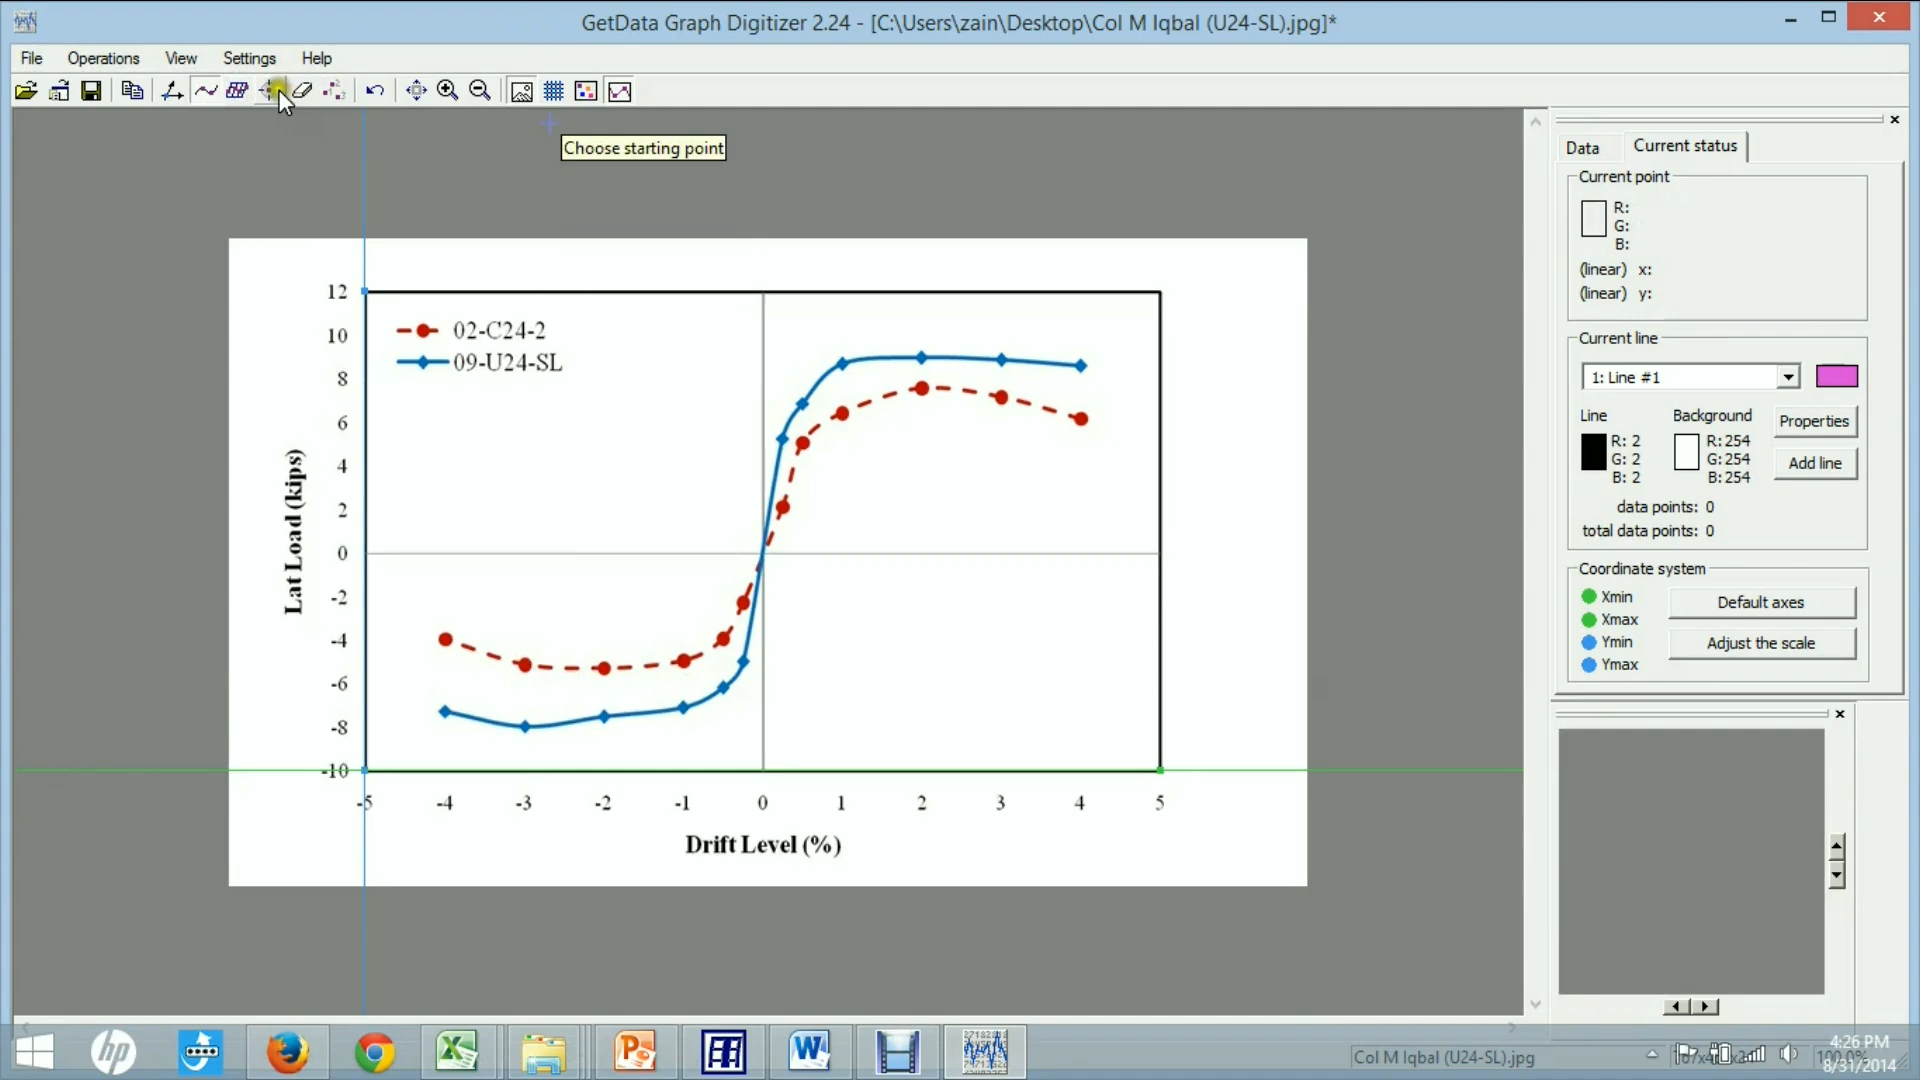 GetData Graph Digitizer 2.24 - [C:\Users\zain\Desktop\Col M Iqbal (U24-SL).jpg]*
File Operations View Settings Help
Choose starting point
Data Current status
Current point
R:
G:
B:
(linear) x:
(linear) y:
Current line
1: Line #1
Line Background Properties
R: 2 R: 254
G: 2 G: 254
B: 2 B: 254
Add line
data points: 0
total data points: 0
Coordinate system
Xmin
Xmax
Ymin
Ymax
Default axes
Adjust the scale
02-C24-2
09-U24-SL
Lat Load (kips)
12
10
8
6
4
2
0
-2
-4
-6
-8
-10
-5 -4 -3 -2 -1 0 1 2 3 4 5
Drift Level (%)
hp
Col M Iqbal (U24-SL).jpg
100.0%
4:26 PM
8/31/2014